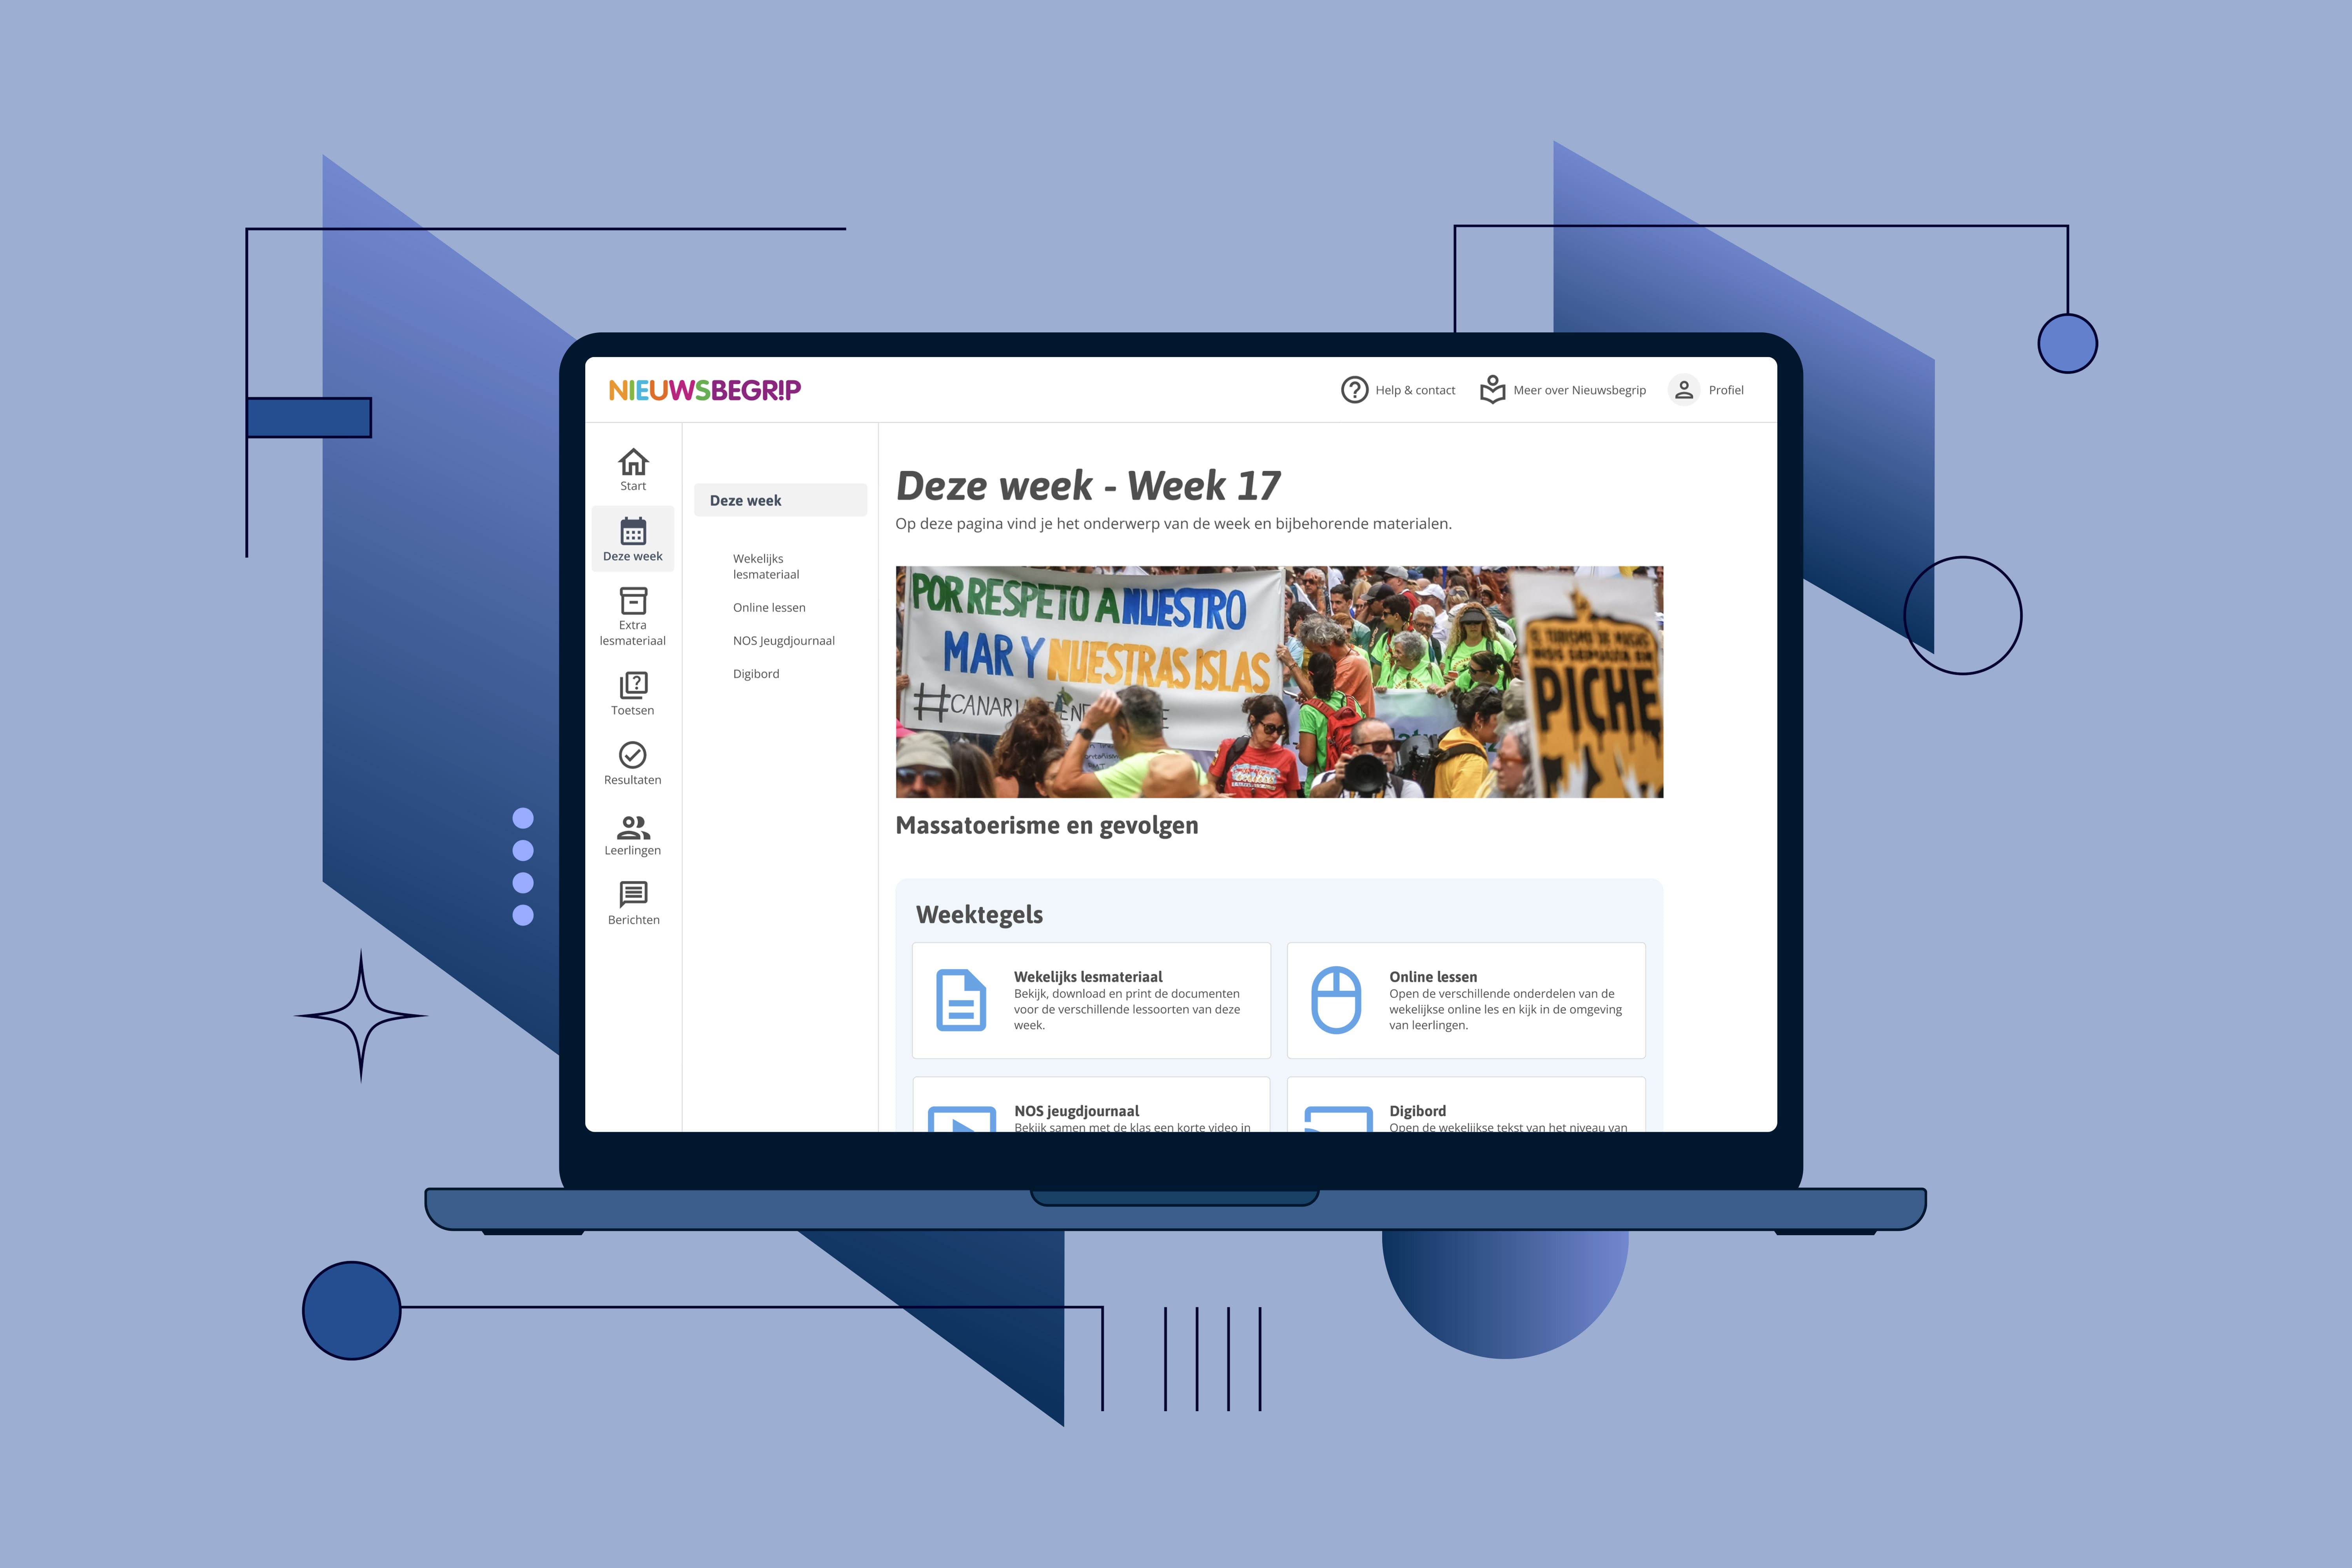 NIEUWSBEGRIP
Help & contact
Meer over Nieuwsbegrip
Profiel
Start
Deze week
Extra
lesmateriaal
Toetsen
Resultaten
Leerlingen
Berichten
Deze week
Wekelijks
lesmateriaal
Online lessen
NOS Jeugdjournaal
Digibord
Deze week - Week 17
Op deze pagina vind je het onderwerp van de week en bijbehorende materialen.
POR RESPETO A NUESTRO
MAR Y NUESTRAS ISLAS
PICHE
Massatoerisme en gevolgen
Weektegels
Wekelijks lesmateriaal
Bekijk, download en print de documenten
voor de verschillende lessoorten van deze
week.
Online lessen
Open de verschillende onderdelen van de
wekelijkse online les en kijk in de omgeving
van leerlingen.
NOS jeugdjournaal
Bekijk samen met de klas een korte video in
Digibord
Open de wekelijkse tekst van het niveau van